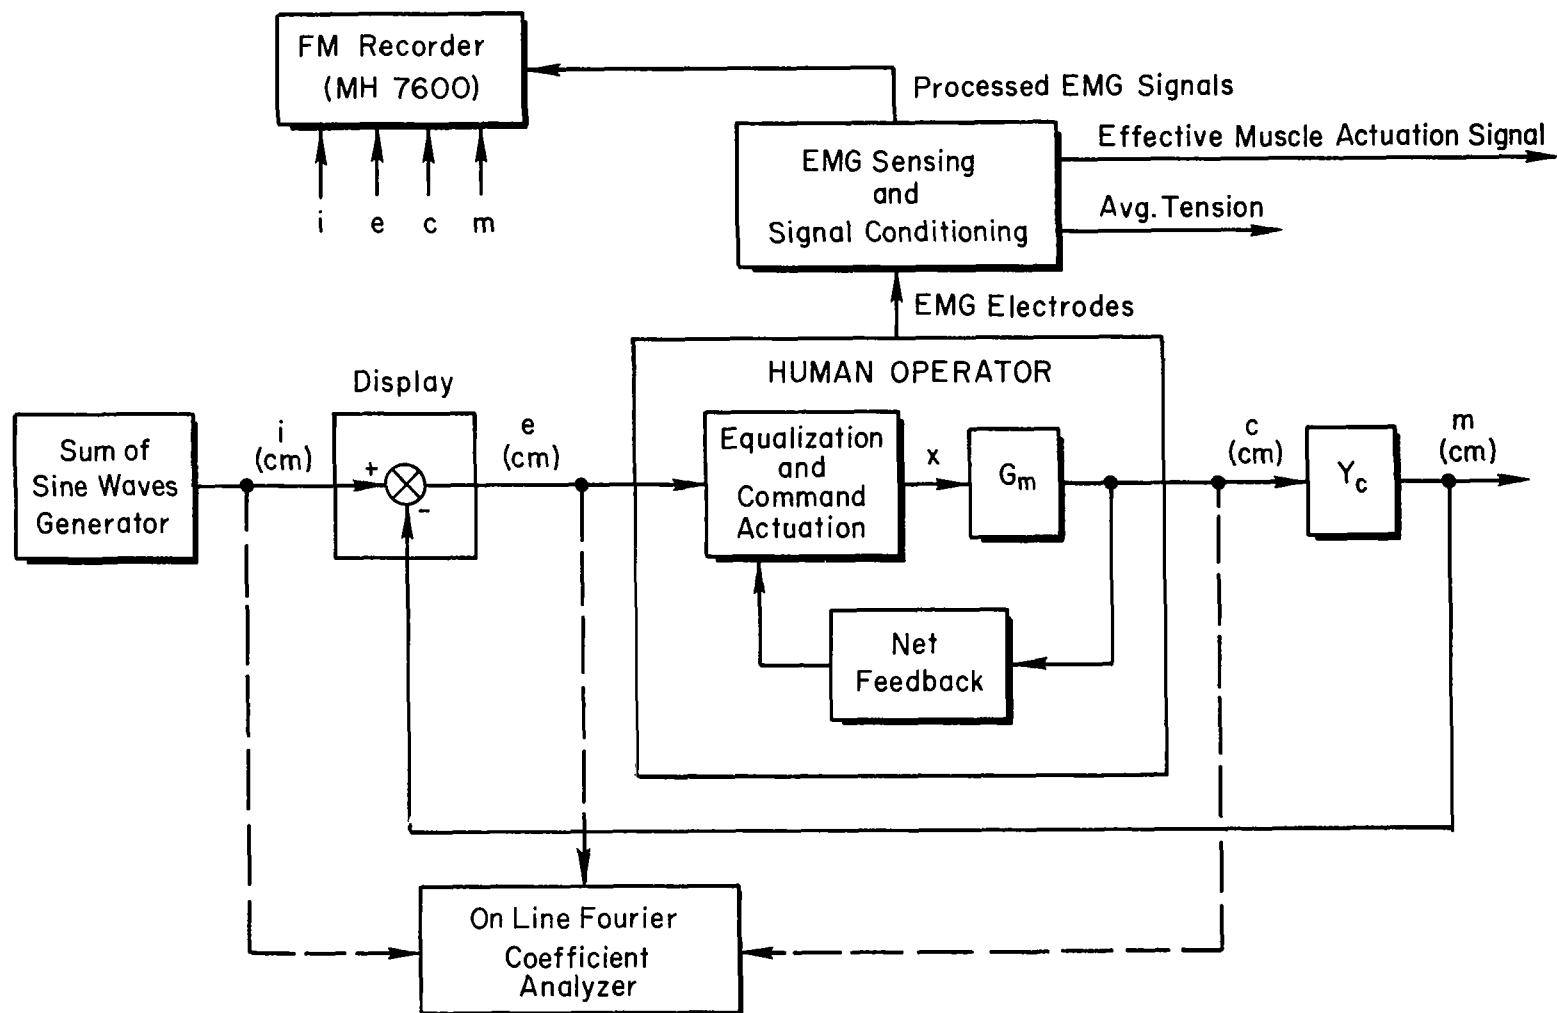 FM Recorder
(MH 7600)
i e c m
Processed EMG Signals
EMG Sensing
and
Signal Conditioning
Effective Muscle Actuation Signal
Avg. Tension
EMG Electrodes
HUMAN OPERATOR
Display
Sum of
Sine Waves
Generator
i
(cm)
+
-
e
(cm)
Equalization
and
Command
Actuation
x
Gm
c
(cm)
Yc
m
(cm)
Net
Feedback
On Line Fourier
Coefficient
Analyzer